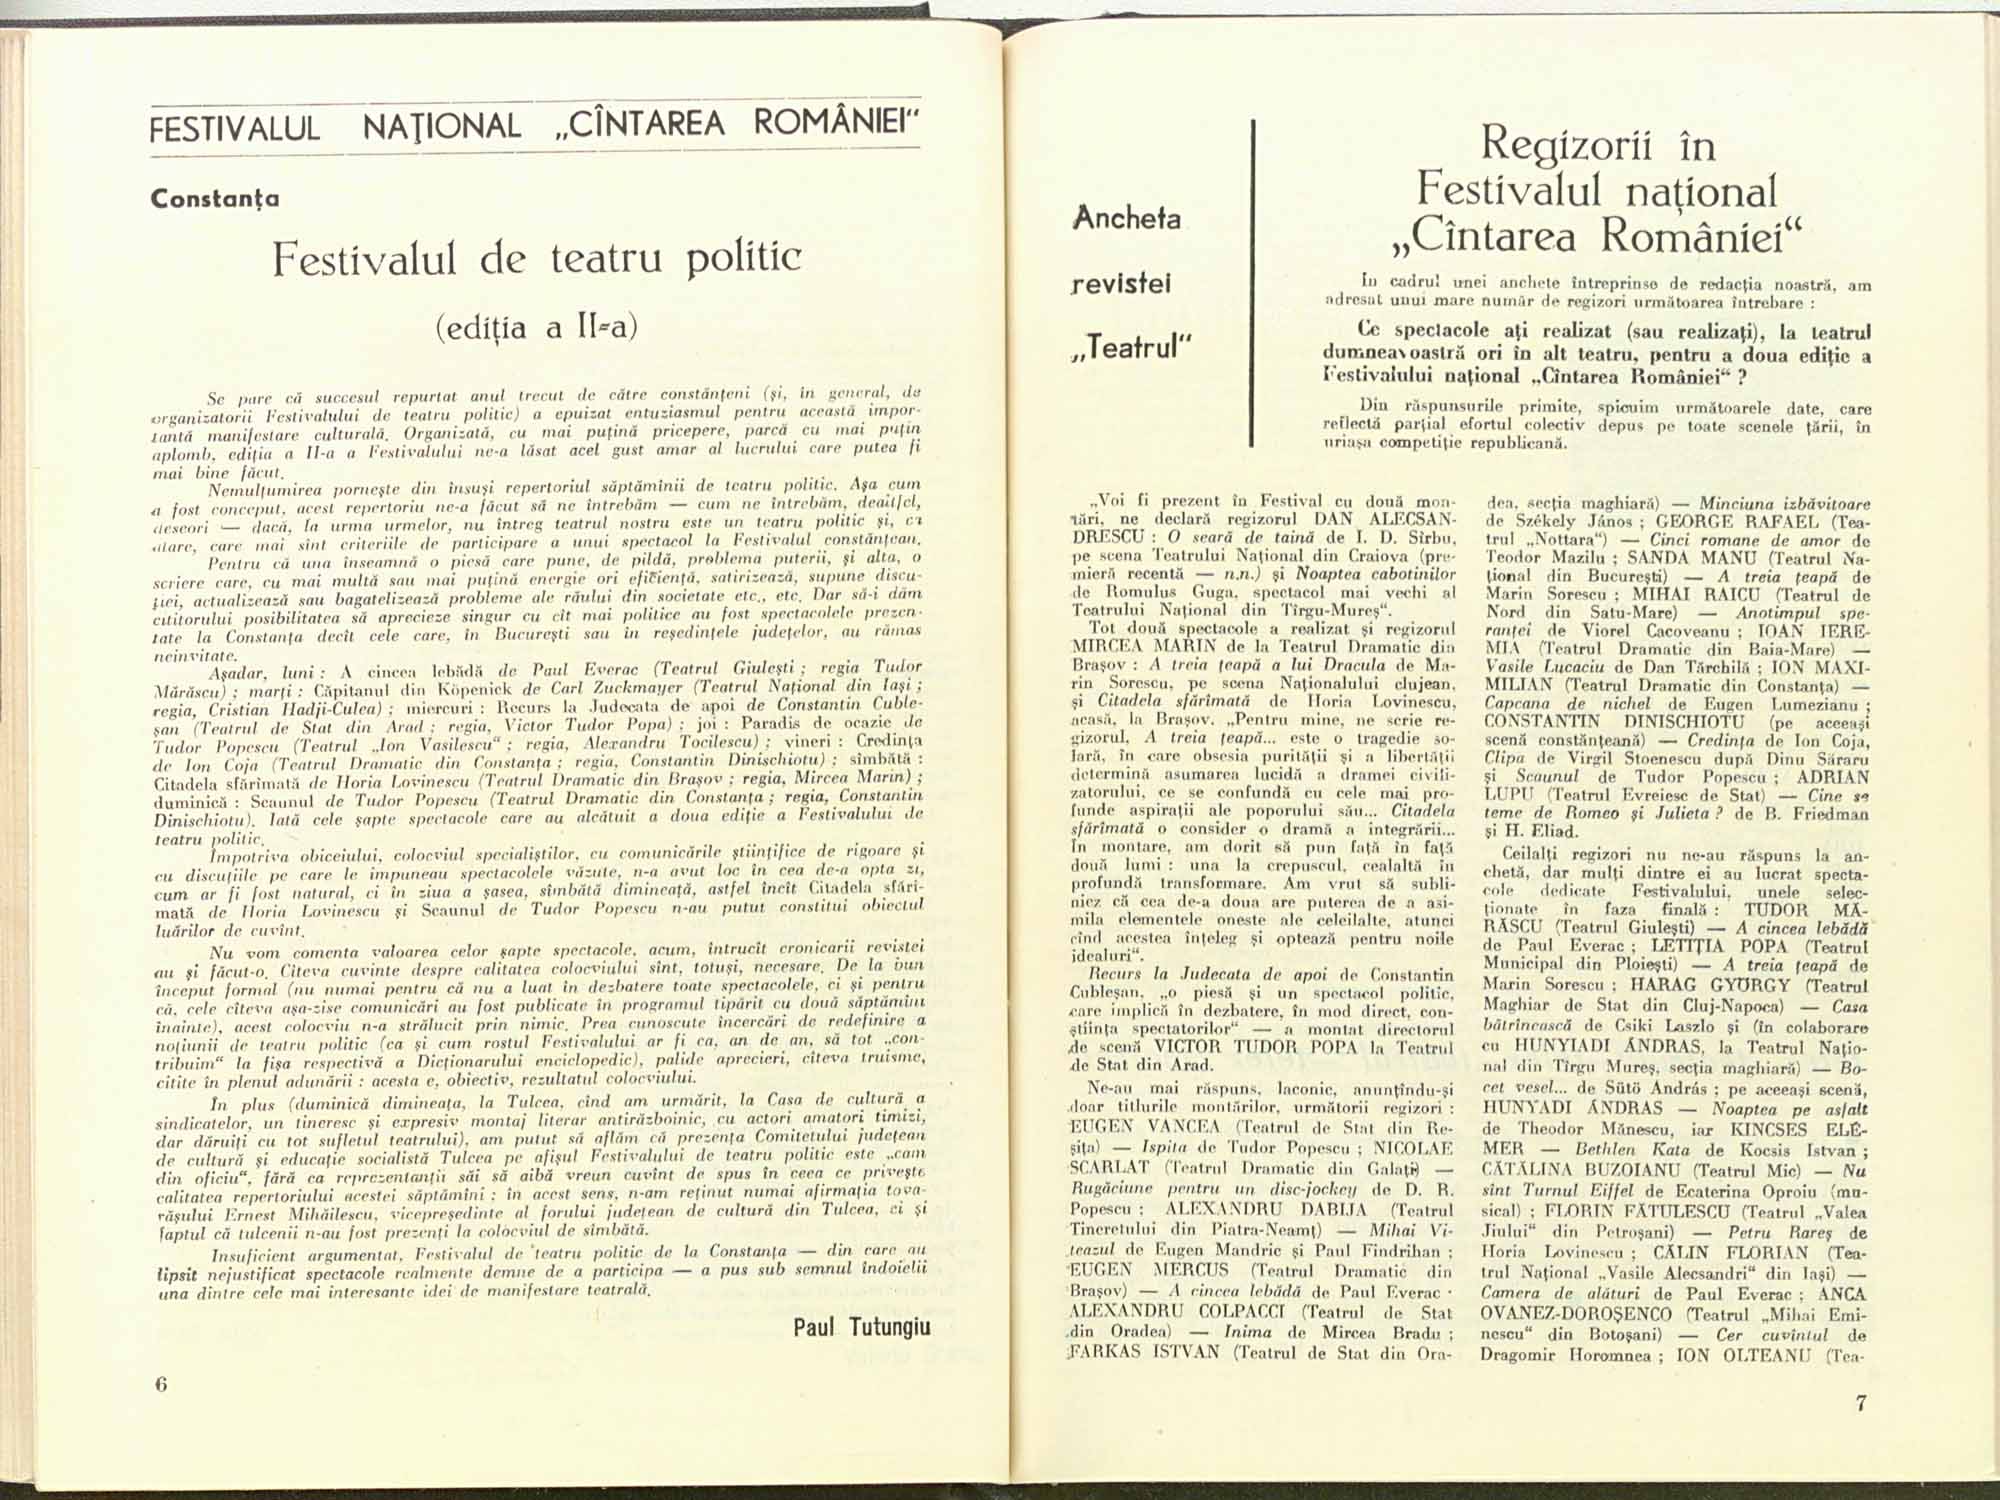 FESTIVALUL NAŢIONAL „CÎNTAREA ROMÂNIEI“
Constanţa
Festivalul de teatru politic
(ediţia a II-a)
Se pare că succesul repurtat anul trecut de către constănţeni (şi, în general, de
organizatorii Festivalului de teatru politic) a epuizat entuziasmul pentru această impor-
tantă manifestare culturală. Organizată, cu mai puţină pricepere, parcă cu mai puţin
aplomb, ediţia a II-a a Festivalului ne-a lăsat acel gust amar al lucrului care putea fi
mai bine făcut.
Nemulţumirea porneşte din însuşi repertoriul săptămînii de teatru politic. Aşa cum
a fost conceput, acest repertoriu ne-a făcut să ne întrebăm — cum ne întrebăm, dealtfel,
deseori — dacă, la urma urmelor, nu întreg teatrul nostru este un teatru politic şi, ca
atare, care mai sînt criteriile de participare a unui spectacol la Festivalul constănţean.
Pentru că una înseamnă o piesă care pune, de pildă, problema puterii, şi alta, o
scriere care, cu mai multă sau mai puţină energie ori eficienţă, satirizează, supune discu-
ţiei, actualizează sau bagatelizează probleme ale răului din societate etc., etc. Dar să-i dăm
cititorului posibilitatea să aprecieze singur cu cît mai politice au fost spectacolele prezen-
tate la Constanţa decît cele care, în Bucureşti sau în reşedinţele judeţelor, au rămas
neinvitate.
Aşadar, luni : A cincea lebădă de Paul Everac (Teatrul Giuleşti ; regia Tudor
Mărăscu) ; marţi : Căpitanul din Köpenick de Carl Zuckmayer (Teatrul Naţional din Iaşi ;
regia, Cristian Hadji-Culea) ; miercuri : Recurs la Judecata de apoi de Constantin Cuble-
şan (Teatrul de Stat din Arad ; regia, Victor Tudor Popa) ; joi : Paradis de ocazie de
Tudor Popescu (Teatrul „Ion Vasilescu“ ; regia, Alexandru Tocilescu) ; vineri : Credinţa
de Ion Coja (Teatrul Dramatic din Constanţa ; regia, Constantin Dinischiotu) ; sîmbătă :
Citadela sfărîmată de Horia Lovinescu (Teatrul Dramatic din Braşov ; regia, Mircea Marin) ;
duminică : Scaunul de Tudor Popescu (Teatrul Dramatic din Constanţa ; regia, Constantin
Dinischiotu). Iată cele şapte spectacole care au alcătuit a doua ediţie a Festivalului de
teatru politic.
Împotriva obiceiului, colocviul specialiştilor, cu comunicările ştiinţifice de rigoare şi
cu discuţiile pe care le impuneau spectacolele văzute, n-a avut loc în cea de-a opta zi,
cum ar fi fost natural, ci în ziua a şasea, sîmbătă dimineaţă, astfel încît Citadela sfărî-
mată de Horia Lovinescu şi Scaunul de Tudor Popescu n-au putut constitui obiectul
luărilor de cuvînt.
Nu vom comenta valoarea celor şapte spectacole, acum, întrucît cronicarii revistei
au şi făcut-o. Cîteva cuvinte despre calitatea colocviului sînt, totuşi, necesare. De la bun
început formal (nu numai pentru că nu a luat în dezbatere toate spectacolele, ci şi pentru
că, cele cîteva aşa-zise comunicări au fost publicate în programul tipărit cu două săptămîni
înainte), acest colocviu n-a strălucit prin nimic. Prea cunoscute încercări de redefinire a
noţiunii de teatru politic (ca şi cum rostul Festivalului ar fi ca, an de an, să tot „con-
tribuim“ la fişa respectivă a Dicţionarului enciclopedic), palide aprecieri, cîteva truisme,
citite în plenul adunării : acesta e, obiectiv, rezultatul colocviului.
În plus (duminică dimineaţa, la Tulcea, cînd am urmărit, la Casa de cultură a
sindicatelor, un tineresc şi expresiv montaj literar antirăzboinic, cu actori amatori timizi,
dar dăruiţi cu tot sufletul teatrului), am putut să aflăm că prezenţa Comitetului judeţean
de cultură şi educaţie socialistă Tulcea pe afişul Festivalului de teatru politic este „cam
din oficiu“, fără ca reprezentanţii săi să aibă vreun cuvînt de spus în ceea ce priveşte
calitatea repertoriului acestei săptămîni ; în acest sens, n-am reţinut numai afirmaţia tova-
răşului Ernest Mihăilescu, vicepreşedinte al forului judeţean de cultură din Tulcea, ci şi
faptul că tulcenii n-au fost prezenţi la colocviul de sîmbătă.
Insuficient argumentat, Festivalul de teatru politic de la Constanţa — din care au
lipsit nejustificat spectacole realmente demne de a participa — a pus sub semnul îndoielii
una dintre cele mai interesante idei de manifestare teatrală.
Paul Tutungiu
6
Ancheta
revistei
„Teatrul“
Regizorii în
Festivalul naţional
„Cîntarea României“
În cadrul unei anchete întreprinse de redacţia noastră, am
adresat unui mare număr de regizori următoarea întrebare :
Ce spectacole aţi realizat (sau realizaţi), la teatrul
dumneavoastră ori în alt teatru, pentru a doua ediţie a
Festivalului naţional „Cîntarea României“ ?
Din răspunsurile primite, spicuim următoarele date, care
reflectă parţial efortul colectiv depus pe toate scenele ţării, în
uriaşa competiţie republicană.
„Voi fi prezent în Festival cu două mon-
tări, ne declară regizorul DAN ALECSAN-
DRESCU : O seară de taină de I. D. Sîrbu,
pe scena Teatrului Naţional din Craiova (pre-
mieră recentă — n.n.) şi Noaptea cabotinilor
de Romulus Guga, spectacol mai vechi al
Teatrului Naţional din Tîrgu-Mureş“.
Tot două spectacole a realizat şi regizorul
MIRCEA MARIN de la Teatrul Dramatic din
Braşov : A treia ţeapă a lui Dracula de Ma-
rin Sorescu, pe scena Naţionalului clujean,
şi Citadela sfărîmată de Horia Lovinescu,
acasă, la Braşov. „Pentru mine, ne scrie re-
gizorul, A treia ţeapă... este o tragedie so-
lară, în care obsesia purităţii şi a libertăţii
determină asumarea lucidă a dramei civili-
zatorului, ce se confundă cu cele mai pro-
funde aspiraţii ale poporului său... Citadela
sfărîmată o consider o dramă a integrării...
În montare, am dorit să pun faţă în faţă
două lumi : una la crepuscul, cealaltă în
profundă transformare. Am vrut să subli-
niez că cea de-a doua are puterea de a asi-
mila elementele oneste ale celeilalte, atunci
cînd acestea înţeleg şi optează pentru noile
idealuri“.
Recurs la Judecata de apoi de Constantin
Cubleşan, „o piesă şi un spectacol politic,
care implică în dezbatere, în mod direct, con-
ştiinţa spectatorilor“ — a montat directorul
de scenă VICTOR TUDOR POPA la Teatrul
de Stat din Arad.
Ne-au mai răspuns, laconic, anunţîndu-şi
doar titlurile montărilor, următorii regizori :
EUGEN VANCEA (Teatrul de Stat din Re-
şiţa) — Ispita de Tudor Popescu ; NICOLAE
SCARLAT (Teatrul Dramatic din Galaţi) —
Rugăciune pentru un disc-jockey de D. R.
Popescu ; ALEXANDRU DABIJA (Teatrul
Tineretului din Piatra-Neamţ) — Mihai Vi-
teazul de Eugen Mandric şi Paul Findrihan ;
EUGEN MERCUS (Teatrul Dramatic din
Braşov) — A cincea lebădă de Paul Everac ·
ALEXANDRU COLPACCI (Teatrul de Stat
din Oradea) — Inima de Mircea Bradu ;
FARKAS ISTVAN (Teatrul de Stat din Ora-
dea, secţia maghiară) — Minciuna izbăvitoare
de Székely János ; GEORGE RAFAEL (Tea-
trul „Nottara“) — Cinci romane de amor de
Teodor Mazilu ; SANDA MANU (Teatrul Na-
ţional din Bucureşti) — A treia ţeapă de
Marin Sorescu ; MIHAI RAICU (Teatrul de
Nord din Satu-Mare) — Anotimpul spe-
ranţei de Viorel Cacoveanu ; IOAN IERE-
MIA (Teatrul Dramatic din Baia-Mare) —
Vasile Lucaciu de Dan Tărchilă ; ION MAXI-
MILIAN (Teatrul Dramatic din Constanţa) —
Capcana de nichel de Eugen Lumezianu ;
CONSTANTIN DINISCHIOTU (pe aceeaşi
scenă constănţeană) — Credinţa de Ion Coja,
Clipa de Virgil Stoenescu după Dinu Săraru
şi Scaunul de Tudor Popescu ; ADRIAN
LUPU (Teatrul Evreiesc de Stat) — Cine se
teme de Romeo şi Julieta ? de B. Friedman
şi H. Eliad.
Ceilalţi regizori nu ne-au răspuns la an-
chetă, dar mulţi dintre ei au lucrat specta-
cole dedicate Festivalului, unele selec-
ţionate în faza finală : TUDOR MĂ-
RĂSCU (Teatrul Giuleşti) — A cincea lebădă
de Paul Everac ; LETIŢIA POPA (Teatrul
Municipal din Ploieşti) — A treia ţeapă de
Marin Sorescu ; HARAG GYÖRGY (Teatrul
Maghiar de Stat din Cluj-Napoca) — Casa
bătrînească de Csiki Laszlo şi (în colaborare
cu HUNYIADI ÁNDRAS, la Teatrul Naţio-
nal din Tîrgu Mureş, secţia maghiară) — Bo-
cet vesel... de Sütö András ; pe aceeaşi scenă,
HUNYADI ÁNDRAS — Noaptea pe asfalt
de Theodor Mănescu, iar KINCSES ELÉ-
MER — Bethlen Kata de Kocsis Istvan ;
CĂTĂLINA BUZOIANU (Teatrul Mic) — Nu
sînt Turnul Eiffel de Ecaterina Oproiu (mu-
sical) ; FLORIN FĂTULESCU (Teatrul „Valea
Jiului“ din Petroşani) — Petru Rareş de
Horia Lovinescu ; CĂLIN FLORIAN (Tea-
trul Naţional „Vasile Alecsandri“ din Iaşi) —
Camera de alături de Paul Everac ; ANCA
OVANEZ-DOROŞENCO (Teatrul „Mihai Emi-
nescu“ din Botoşani) — Cer cuvîntul de
Dragomir Horomnea ; ION OLTEANU (Tea-
7